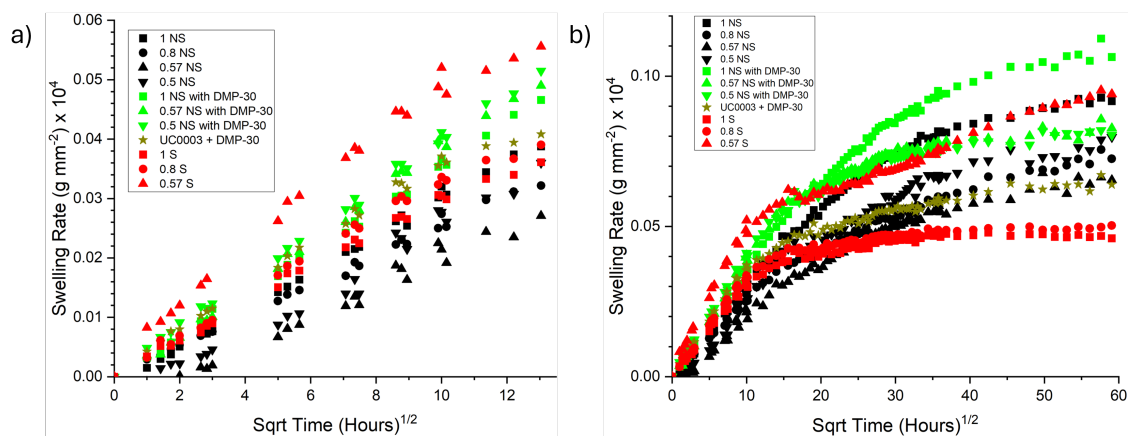 a)
Swelling Rate (g mm⁻²) x 10⁴
0.06
0.05
0.04
0.03
0.02
0.01
0.00
1 NS
0.8 NS
0.57 NS
0.5 NS
1 NS with DMP-30
0.57 NS with DMP-30
0.5 NS with DMP-30
UC0003 + DMP-30
1 S
0.8 S
0.57 S
0 2 4 6 8 10 12
Sqrt Time (Hours)^1/2
b)
Swelling Rate (g mm⁻²) x 10⁴
0.10
0.05
0.00
1 NS
0.8 NS
0.57 NS
0.5 NS
1 NS with DMP-30
0.57 NS with DMP-30
0.5 NS with DMP-30
UC0003 + DMP-30
1 S
0.8 S
0.57 S
0 10 20 30 40 50 60
Sqrt Time (Hours)^1/2